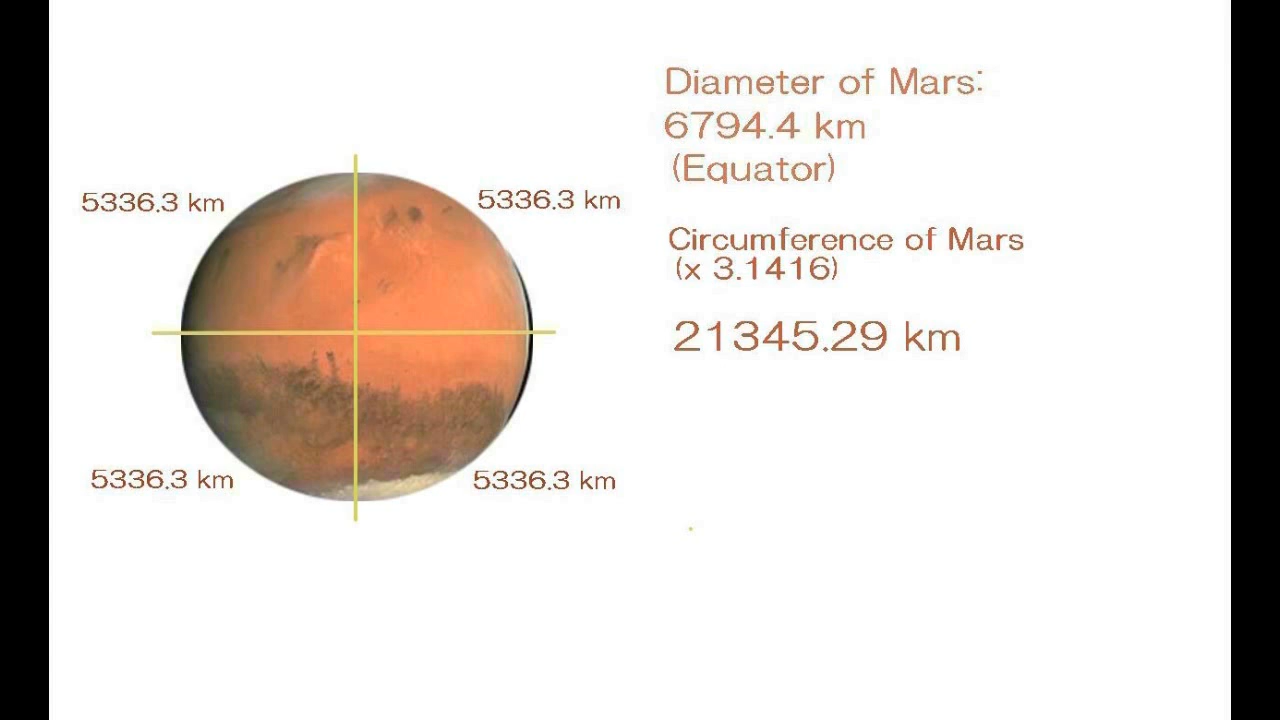 Diameter of Mars:
6794.4 km
(Equator)
5336.3 km
5336.3 km
Circumference of Mars
(x 3.1416)
21345.29 km
5336.3 km
5336.3 km